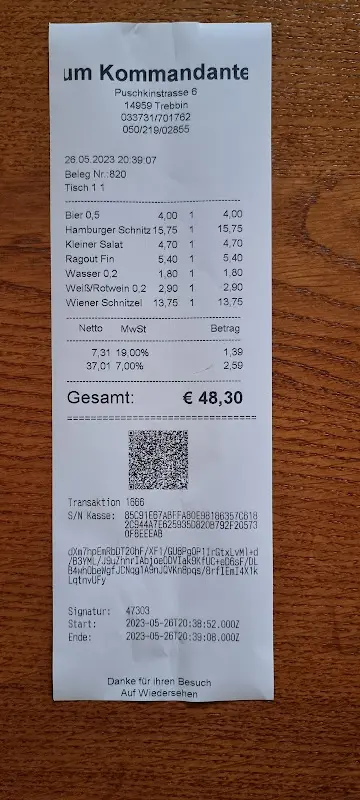 um Kommandante
Puschkinstrasse 6
14959 Trebbin
033731/701762
050/219/02855
26.05.2023 20:39:07
Beleg Nr.:820
Tisch 1 1
Bier 0,5 4,00 1 4,00
Hamburger Schnitz 15,75 1 15,75
Kleiner Salat 4,70 1 4,70
Ragout Fin 5,40 1 5,40
Wasser 0,2 1,80 1 1,80
Weiß/Rotwein 0,2 2,90 1 2,90
Wiener Schnitzel 13,75 1 13,75
Netto MwSt Betrag
7,31 19,00% 1,39
37,01 7,00% 2,59
Gesamt: € 48,30
Transaktion 1666
S/N Kasse:
Signatur: 47303
Start: 2023-05-26T20:38:52.000Z
Ende: 2023-05-26T20:39:08.000Z
Danke für ihren Besuch
Auf Wiedersehen